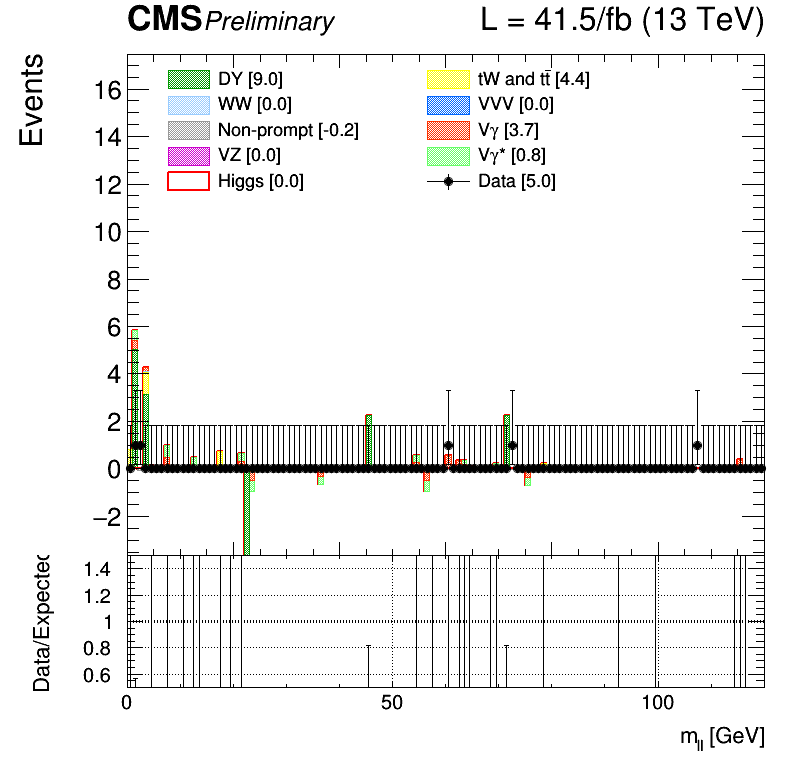 CMS Preliminary L = 41.5/fb (13 TeV)
Events
DY [9.0]
WW [0.0]
Non-prompt [-0.2]
VZ [0.0]
Higgs [0.0]
tW and tt̄ [4.4]
VVV [0.0]
Vγ [3.7]
Vγ* [0.8]
Data [5.0]
16
14
12
10
8
6
4
2
0
−2
Data/Expected
1.4
1.2
1
0.8
0.6
0 50 100
m_ll [GeV]